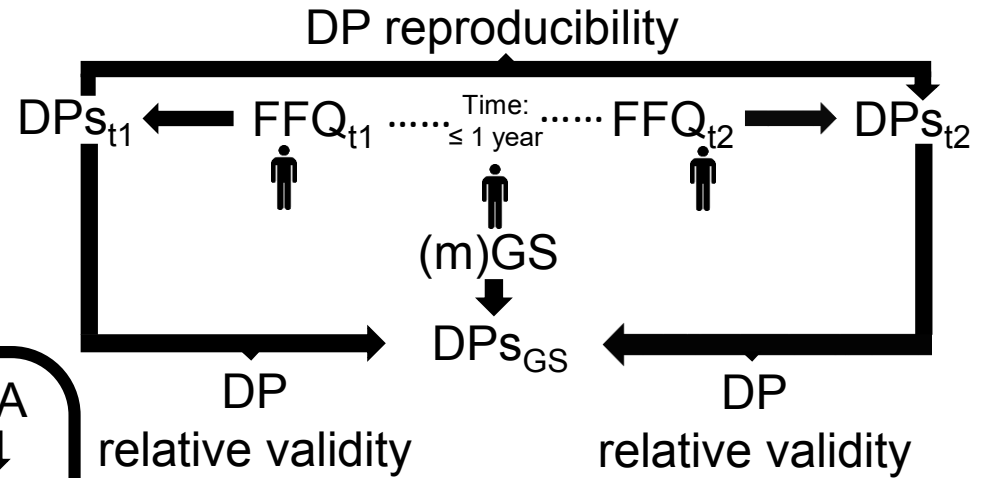 DP reproducibility
DPst1 FFQt1 ...... Time: ...... FFQt2 DPst2
≤ 1 year
(m)GS
DPsGS
A
DP DP
relative validity relative validity